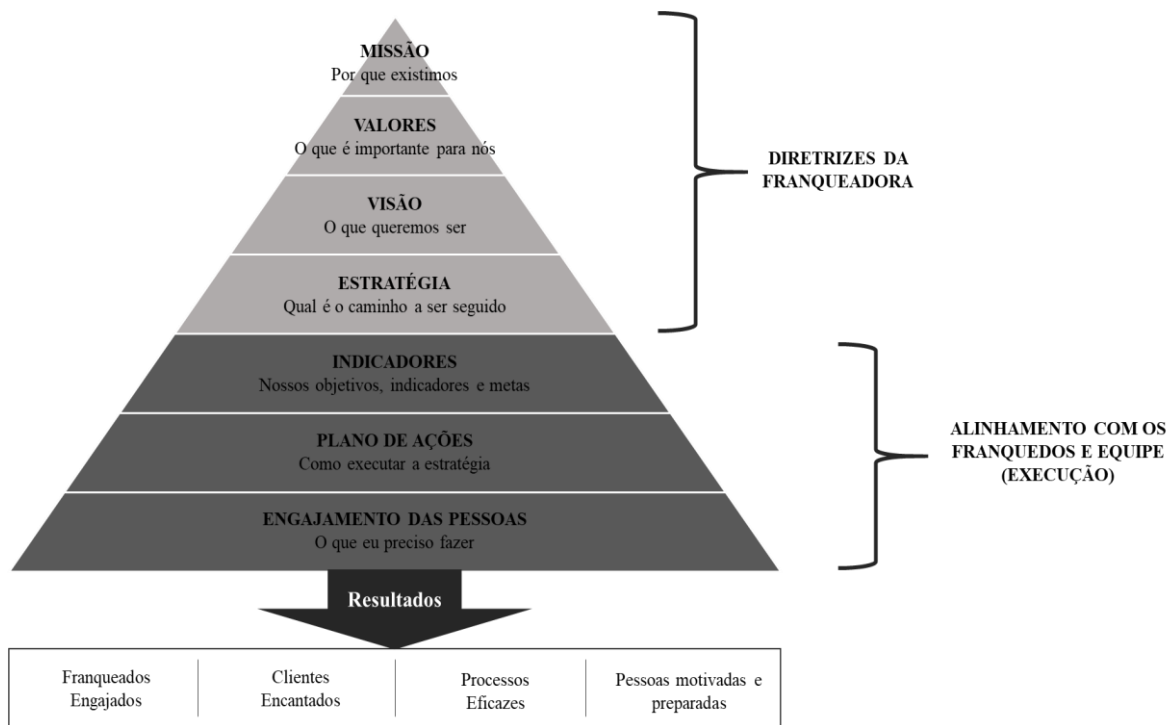 MISSÃO
Por que existimos
VALORES
O que é importante para nós
VISÃO
O que queremos ser
ESTRATÉGIA
Qual é o caminho a ser seguido
DIRETRIZES DA
FRANQUEADORA
INDICADORES
Nossos objetivos, indicadores e metas
PLANO DE AÇÕES
Como executar a estratégia
ENGAJAMENTO DAS PESSOAS
O que eu preciso fazer
ALINHAMENTO COM OS
FRANQUEDOS E EQUIPE
(EXECUÇÃO)
Resultados
Franqueados
Engajados
Clientes
Encantados
Processos
Eficazes
Pessoas motivadas e
preparadas